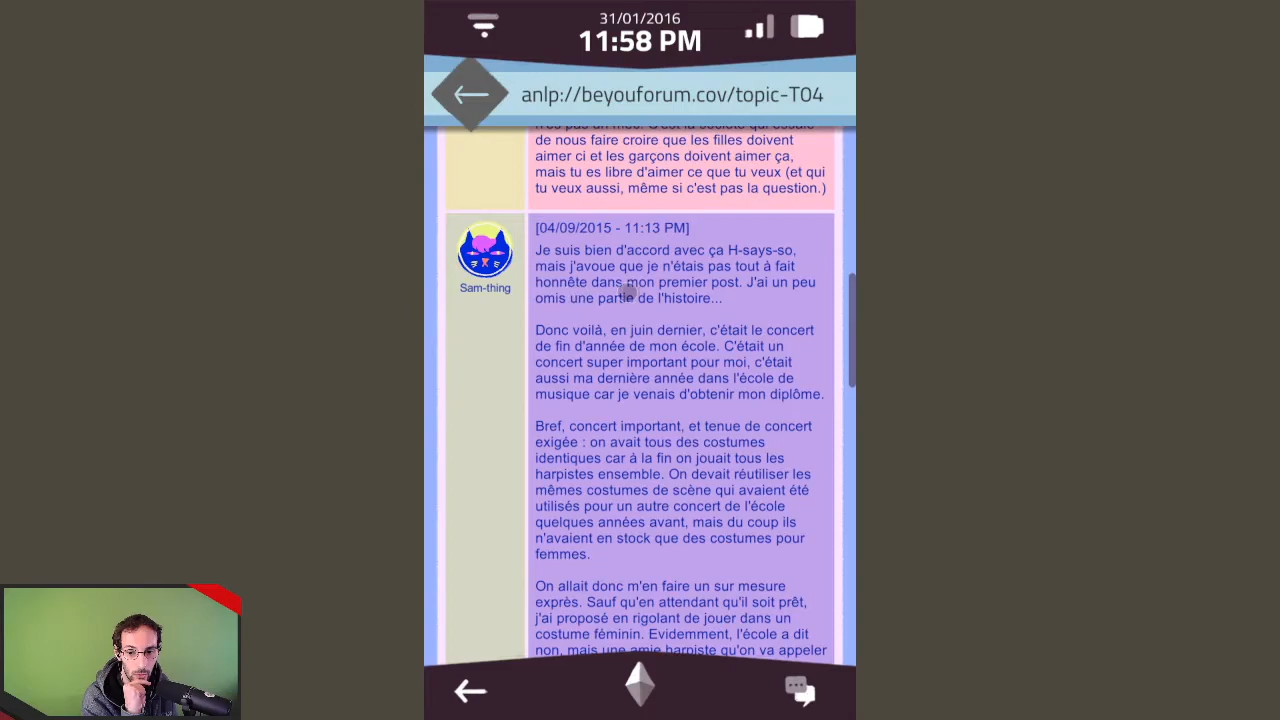 31/01/2016
11:58 PM
anlp://beyouforum.cov/topic-T04
de nous faire croire que les filles doivent
aimer ci et les garçons doivent aimer ça,
mais tu es libre d'aimer ce que tu veux (et qui
tu veux aussi, même si c'est pas la question.)
Sam-thing
[04/09/2015 - 11:13 PM]
Je suis bien d'accord avec ça H-says-so,
mais j'avoue que je n'étais pas tout à fait
honnête dans mon premier post. J'ai un peu
omis une partie de l'histoire...
Donc voilà, en juin dernier, c'était le concert
de fin d'année de mon école. C'était un
concert super important pour moi, c'était
aussi ma dernière année dans l'école de
musique car je venais d'obtenir mon diplôme.
Bref, concert important, et tenue de concert
exigée : on avait tous des costumes
identiques car à la fin on jouait tous les
harpistes ensemble. On devait réutiliser les
mêmes costumes de scène qui avaient été
utilisés pour un autre concert de l'école
quelques années avant, mais du coup ils
n'avaient en stock que des costumes pour
femmes.
On allait donc m'en faire un sur mesure
exprès. Sauf qu'en attendant qu'il soit prêt,
j'ai proposé en rigolant de jouer dans un
costume féminin. Evidemment, l'école a dit
non, mais une amie harpiste qu'on va appeler